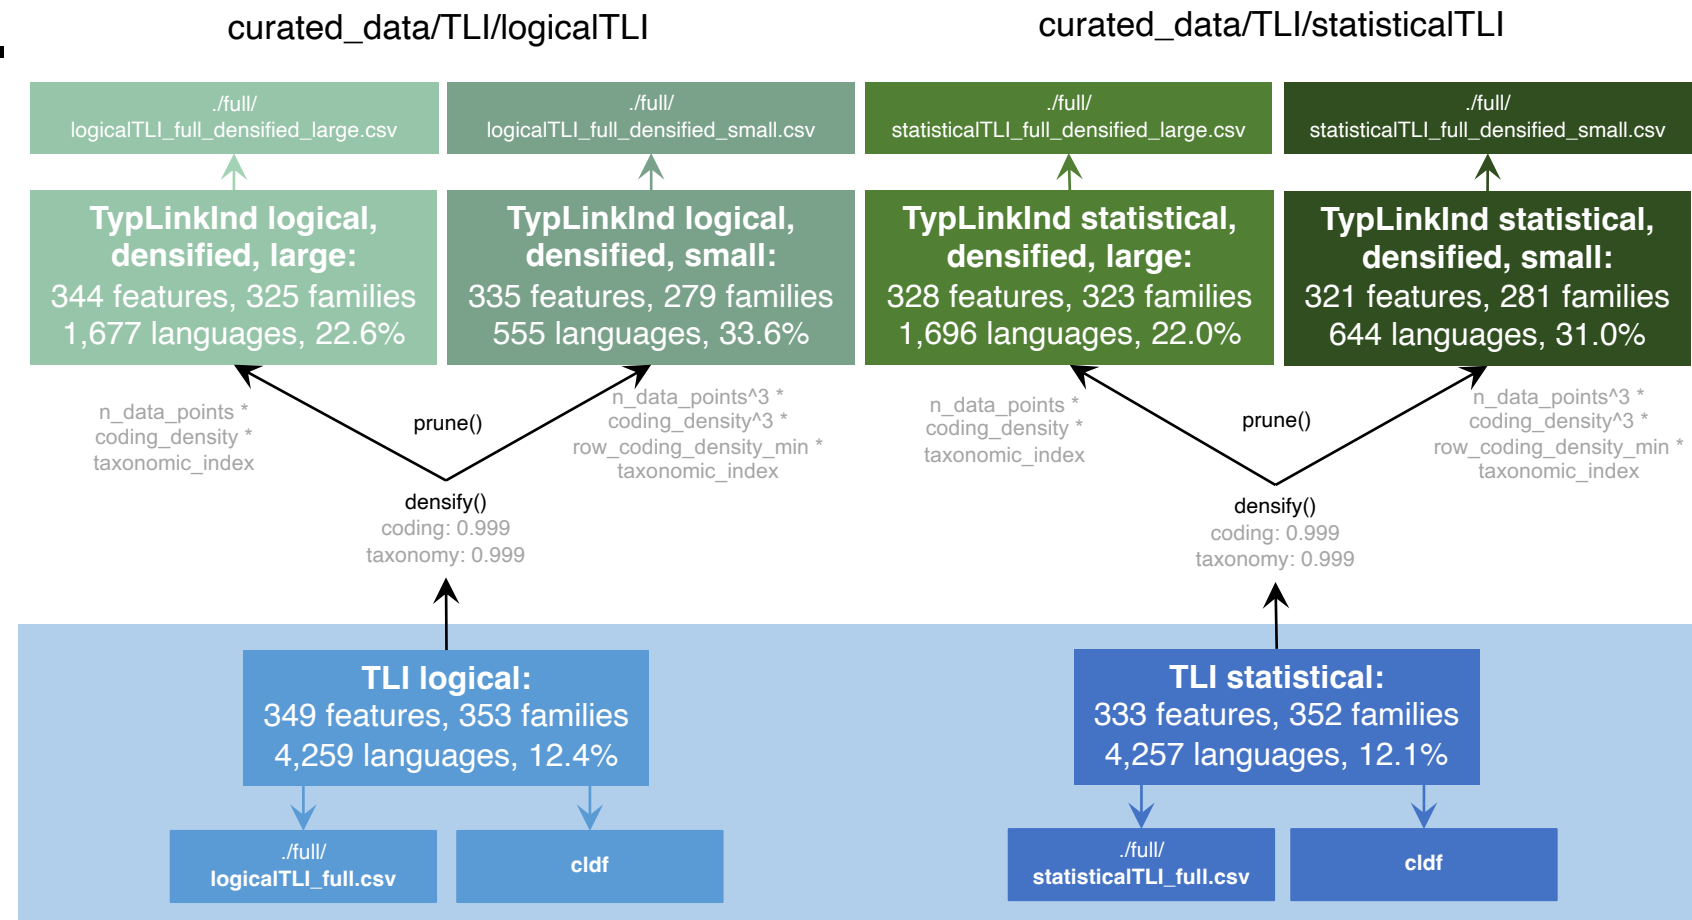 curated_data/TLI/logicalTLI
curated_data/TLI/statisticalTLI
./full/
logicalTLI_full_densified_large.csv
./full/
logicalTLI_full_densified_small.csv
./full/
statisticalTLI_full_densified_large.csv
./full/
statisticalTLI_full_densified_small.csv
TypLinkInd logical,
densified, large:
344 features, 325 families
1,677 languages, 22.6%
TypLinkInd logical,
densified, small:
335 features, 279 families
555 languages, 33.6%
TypLinkInd statistical,
densified, large:
328 features, 323 families
1,696 languages, 22.0%
TypLinkInd statistical,
densified, small:
321 features, 281 families
644 languages, 31.0%
n_data_points *
coding_density *
taxonomic_index
prune()
n_data_points^3 *
coding_density^3 *
row_coding_density_min *
taxonomic_index
n_data_points *
coding_density *
taxonomic_index
prune()
n_data_points^3 *
coding_density^3 *
row_coding_density_min *
taxonomic_index
densify()
coding: 0.999
taxonomy: 0.999
densify()
coding: 0.999
taxonomy: 0.999
TLI logical:
349 features, 353 families
4,259 languages, 12.4%
TLI statistical:
333 features, 352 families
4,257 languages, 12.1%
./full/
logicalTLI_full.csv
cldf
./full/
statisticalTLI_full.csv
cldf